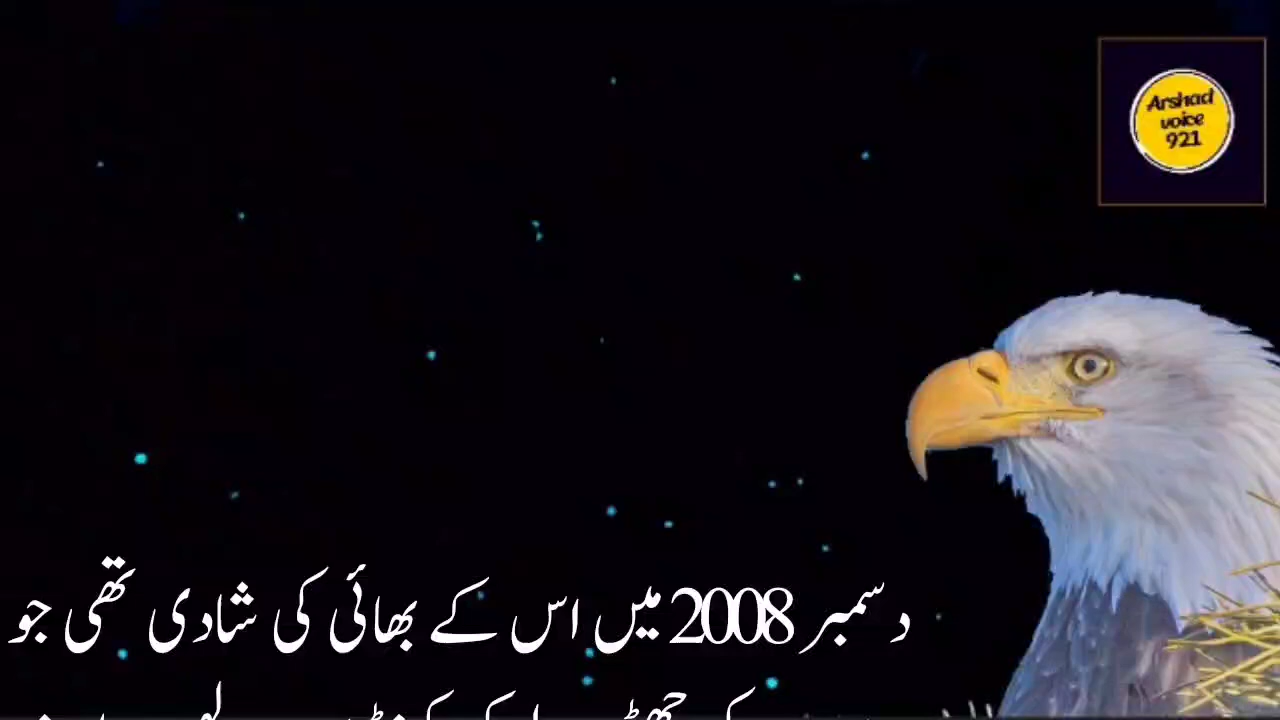 Arshad
voice
921
دسمبر 2008 میں اس کے بھائی کی شادی تھی جو